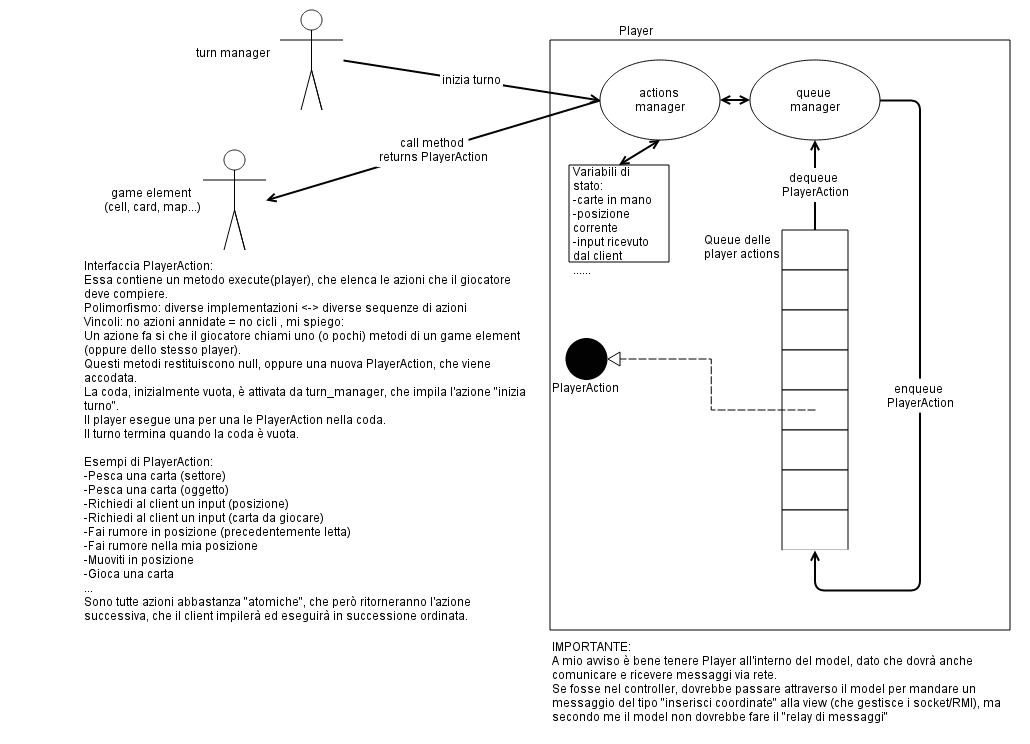 Player
turn manager
inizia turno
actions
manager
queue
manager
call method
returns PlayerAction
game element
(cell, card, map...)
Variabili di
stato:
-carte in mano
-posizione
corrente
-input ricevuto
dal client
......
dequeue
PlayerAction
Queue delle
player actions
PlayerAction
enqueue
PlayerAction
Interfaccia PlayerAction:
Essa contiene un metodo execute(player), che elenca le azioni che il giocatore
deve compiere.
Polimorfismo: diverse implementazioni <-> diverse sequenze di azioni
Vincoli: no azioni annidate = no cicli , mi spiego:
Un azione fa si che il giocatore chiami uno (o pochi) metodi di un game element
(oppure dello stesso player).
Questi metodi restituiscono null, oppure una nuova PlayerAction, che viene
accodata.
La coda, inizialmente vuota, è attivata da turn_manager, che impila l'azione "inizia
turno".
Il player esegue una per una le PlayerAction nella coda.
Il turno termina quando la coda è vuota.
Esempi di PlayerAction:
-Pesca una carta (settore)
-Pesca una carta (oggetto)
-Richiedi al client un input (posizione)
-Richiedi al client un input (carta da giocare)
-Fai rumore in posizione (precedentemente letta)
-Fai rumore nella mia posizione
-Muoviti in posizione
-Gioca una carta
...
Sono tutte azioni abbastanza "atomiche", che però ritorneranno l'azione
successiva, che il client impilerà ed eseguirà in successione ordinata.
IMPORTANTE:
A mio avviso è bene tenere Player all'interno del model, dato che dovrà anche
comunicare e ricevere messaggi via rete.
Se fosse nel controller, dovrebbe passare attraverso il model per mandare un
messaggio del tipo "inserisci coordinate" alla view (che gestisce i socket/RMI), ma
secondo me il model non dovrebbe fare il "relay di messaggi"